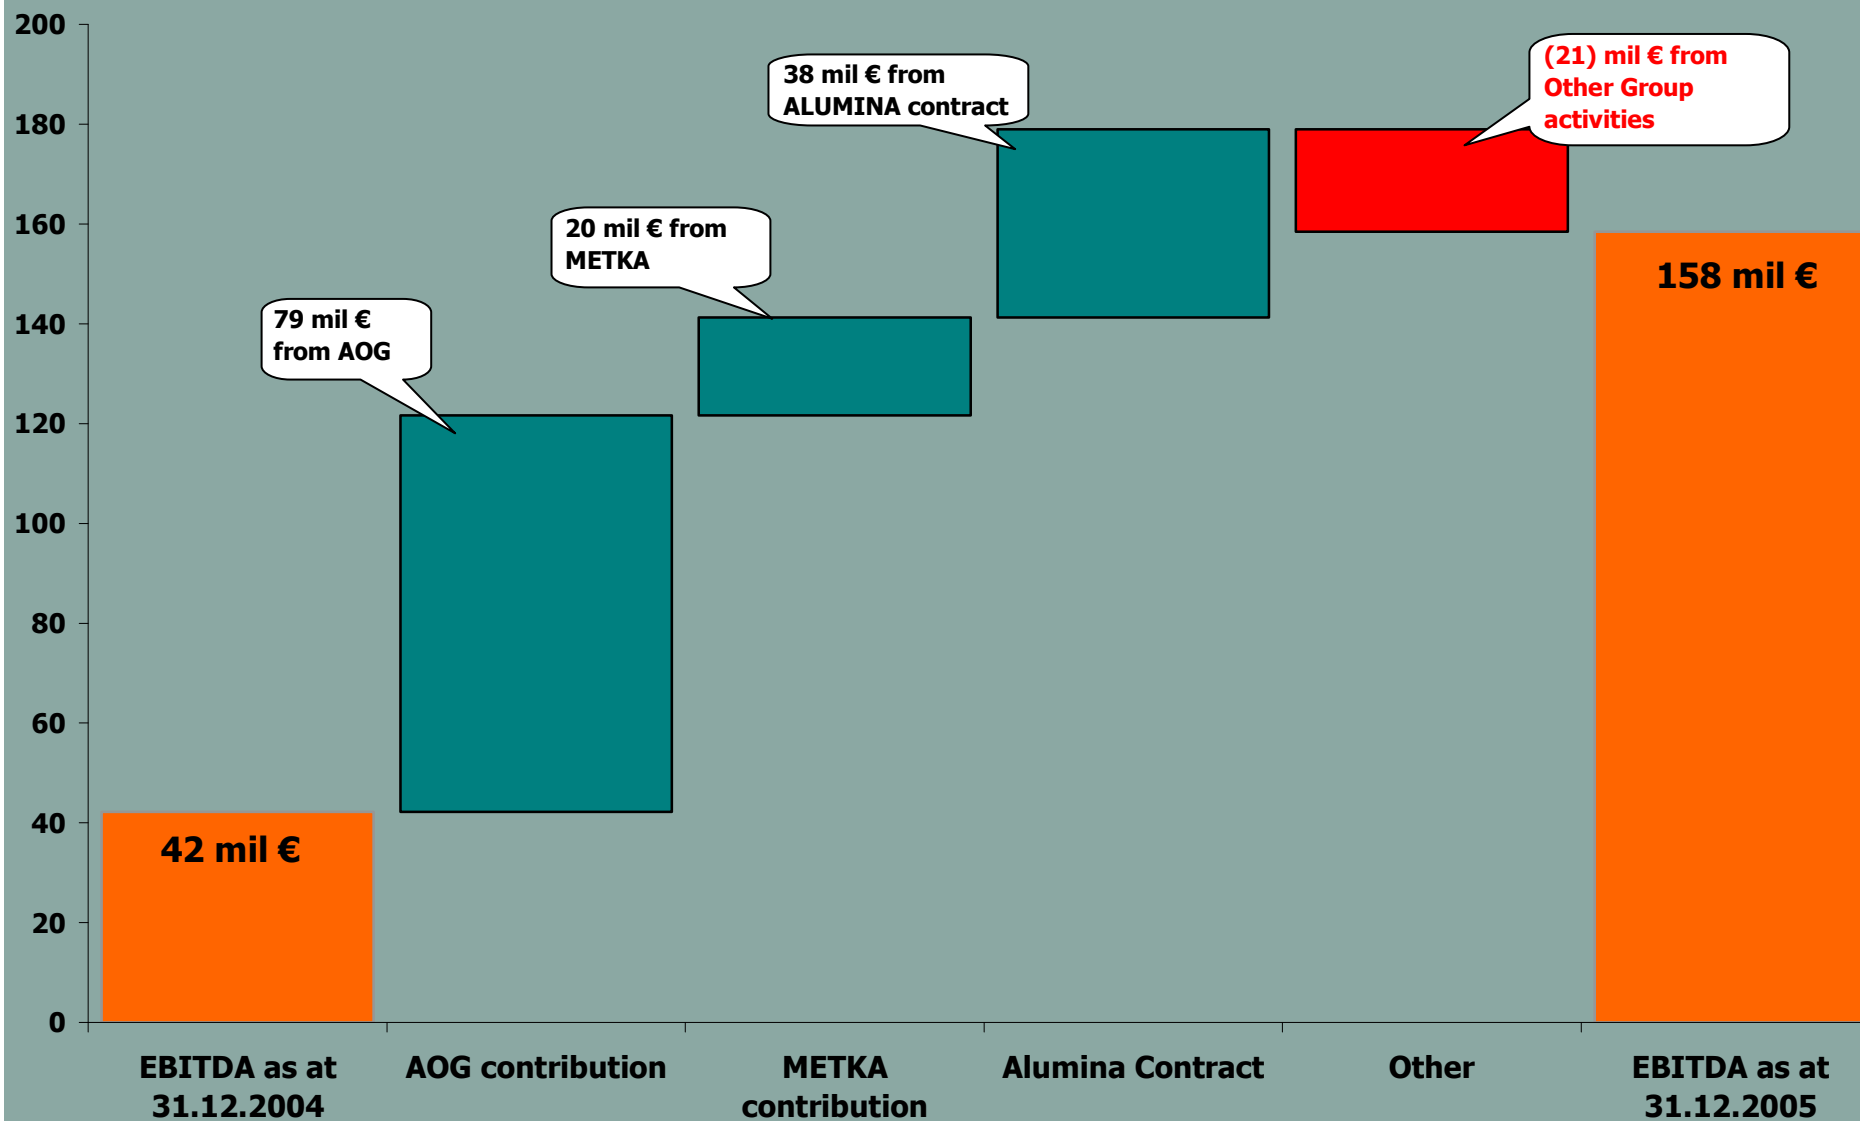 200
180
160
140
120
100
80
60
40
20
0
38 mil € from
ALUMINA contract
(21) mil € from
Other Group
activities
20 mil € from
METKA
79 mil €
from AOG
158 mil €
42 mil €
EBITDA as at
31.12.2004
AOG contribution
METKA
contribution
Alumina Contract
Other
EBITDA as at
31.12.2005